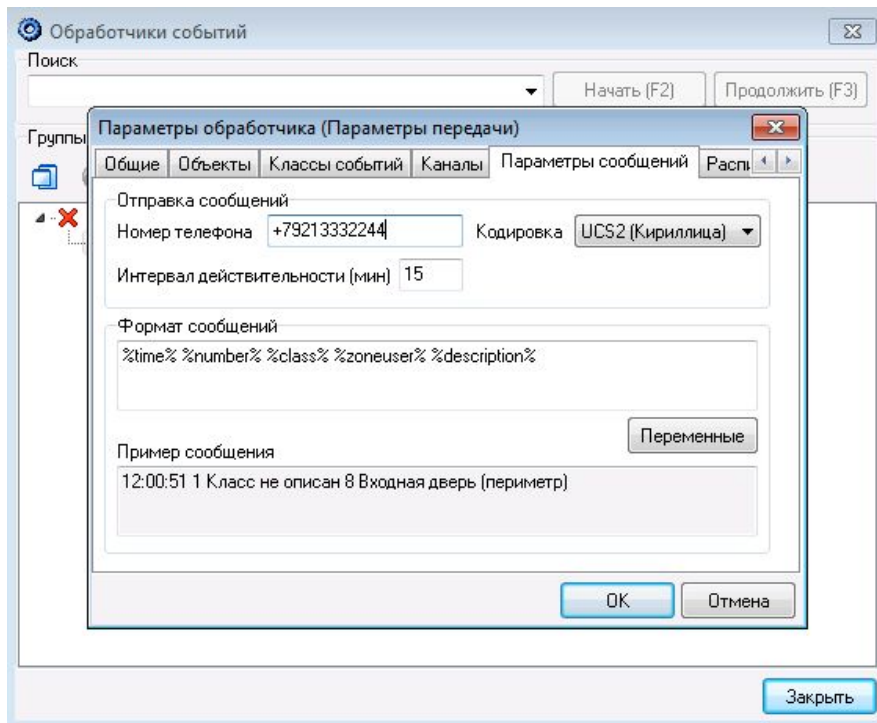 Обработчики событий
Поиск
Начать (F2) Продолжить (F3)
Группы
Параметры обработчика (Параметры передачи)
Общие Объекты Классы событий Каналы Параметры сообщений Распи
Отправка сообщений
Номер телефона +79213332244 Кодировка UCS2 (Кириллица)
Интервал действительности (мин) 15
Формат сообщений
%time% %number% %class% %zoneuser% %description%
Переменные
Пример сообщения
12:00:51 1 Класс не описан 8 Входная дверь (периметр)
OK Отмена
Закрыть